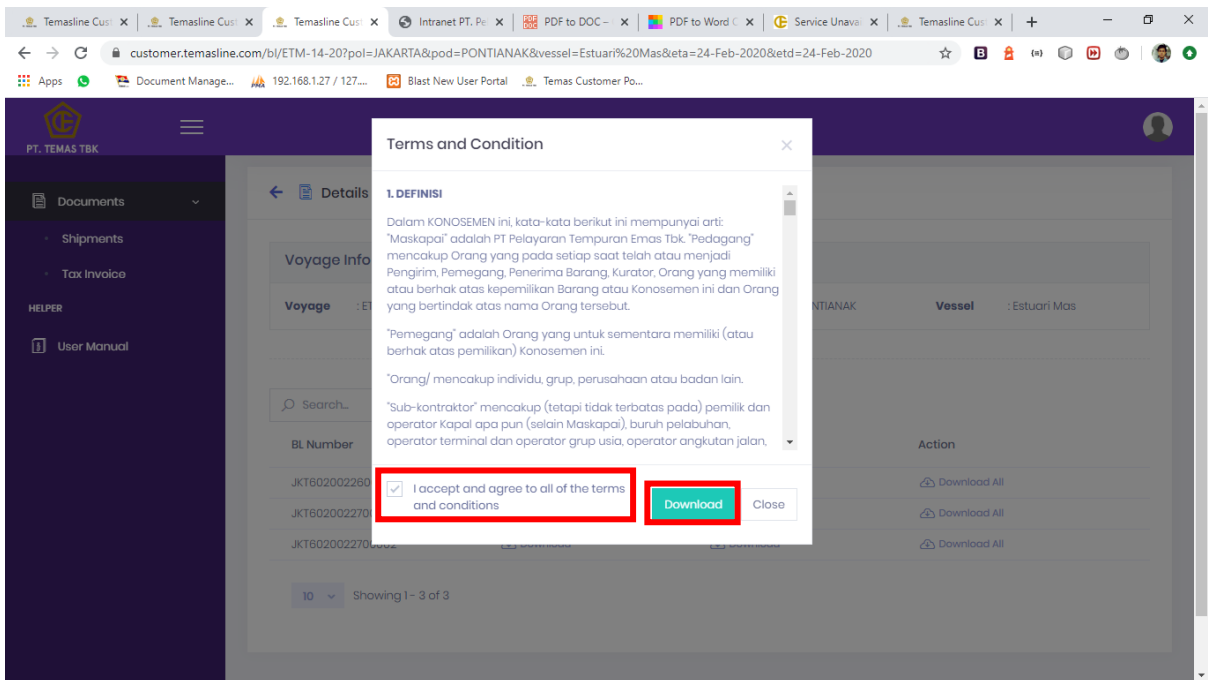 Temasline Cus
Temasline Cus
Temasline Cust
Intranet PT. Pe
PDF to DOC –
PDF to Word C
Service Unavai
Temasline Cus
customer.temasline.com/bl/ETM-14-20?pol=JAKARTA&pod=PONTIANAK&vessel=Estuari%20Mas&eta=24-Feb-2020&etd=24-Feb-2020
Apps
Document Manage...
192.168.1.27 / 127....
Blast New User Portal
Temas Customer Po...
PT. TEMAS TBK
Documents
Shipments
Tax Invoice
HELPER
User Manual
Details
Voyage Info
Voyage : ET
NTIANAK
Vessel : Estuari Mas
Search...
BL Number
Action
JKT602002260
Download All
JKT602002270
Download All
Download All
10 Showing 1 - 3 of 3
Terms and Condition
1. DEFINISI
Dalam KONOSEMEN ini, kata-kata berikut ini mempunyai arti:
"Maskapai" adalah PT Pelayaran Tempuran Emas Tbk. "Pedagang"
mencakup Orang yang pada setiap saat telah atau menjadi
Pengirim, Pemegang, Penerima Barang, Kurator, Orang yang memiliki
atau berhak atas kepemilikan Barang atau Konosemen ini dan Orang
yang bertindak atas nama Orang tersebut.
"Pemegang" adalah Orang yang untuk sementara memiliki (atau
berhak atas pemilikan) Konosemen ini.
"Orang/ mencakup individu, grup, perusahaan atau badan lain.
"Sub-kontraktor" mencakup (tetapi tidak terbatas pada) pemilik dan
operator Kapal apa pun (selain Maskapai), buruh pelabuhan,
operator terminal dan operator grup usia, operator angkutan jalan,
I accept and agree to all of the terms
and conditions
Download
Close